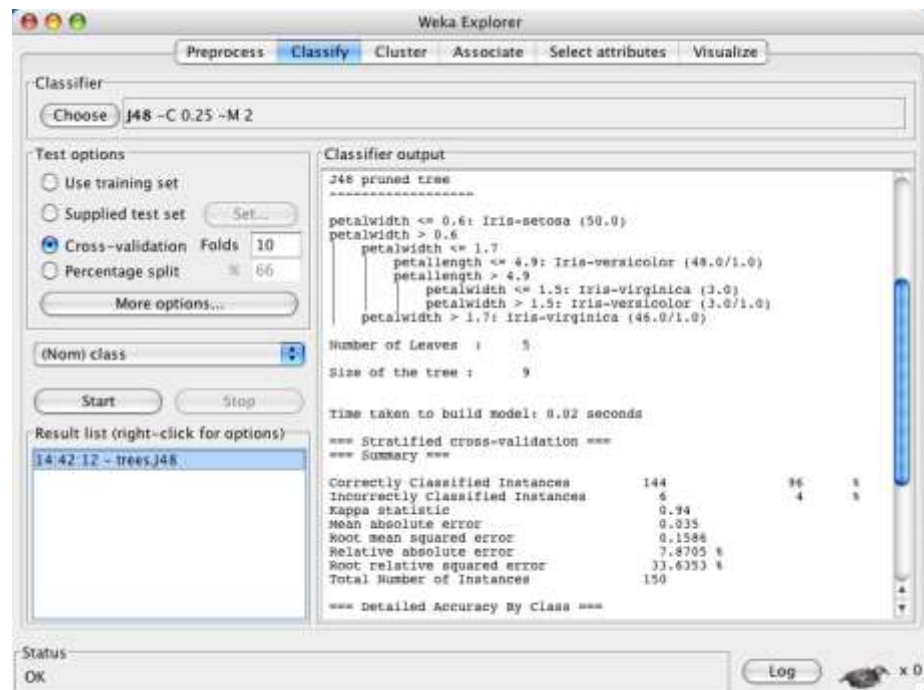 Weka Explorer
Preprocess Classify Cluster Associate Select attributes Visualize
Classifier
Choose J48 -C 0.25 -M 2
Test options
Use training set
Supplied test set Set...
Cross-validation Folds 10
Percentage split % 66
More options...
(Nom) class
Start Stop
Result list (right-click for options)
14:42:12 - trees.J48
Classifier output
J48 pruned tree
------------------
petalwidth <= 0.6: Iris-setosa (50.0)
petalwidth > 0.6
| petalwidth <= 1.7
| | petallength <= 4.9: Iris-versicolor (48.0/1.0)
| | petallength > 4.9
| | | petalwidth <= 1.5: Iris-virginica (3.0)
| | | petalwidth > 1.5: Iris-versicolor (3.0/1.0)
| petalwidth > 1.7: Iris-virginica (46.0/1.0)
Number of Leaves : 5
Size of the tree : 9
Time taken to build model: 0.02 seconds
=== Stratified cross-validation ===
=== Summary ===
Correctly Classified Instances 144 96 %
Incorrectly Classified Instances 6 4 %
Kappa statistic 0.94
Mean absolute error 0.035
Root mean squared error 0.1586
Relative absolute error 7.8705 %
Root relative squared error 33.6353 %
Total Number of Instances 150
=== Detailed Accuracy By Class ===
Status
OK
Log x 0